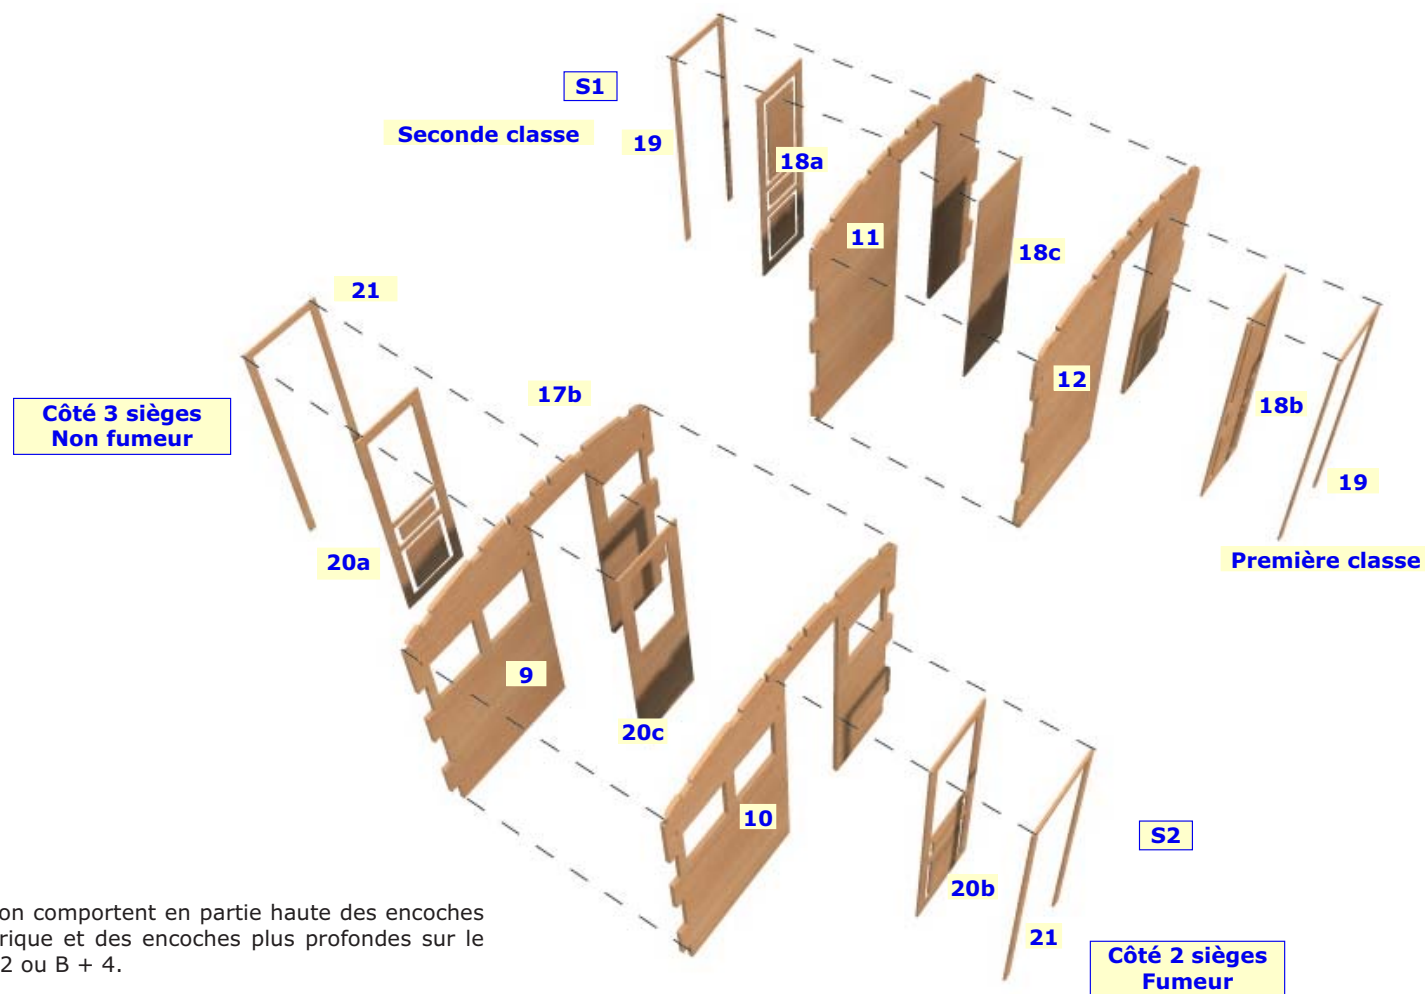 S1
Seconde classe
19
18a
11
18c
21
12
17b
18b
Côté 3 sièges
Non fumeur
19
20a
Première classe
9
20c
10
S2
20b
on comportent en partie haute des encoches
rique et des encoches plus profondes sur le
2 ou B + 4.
21
Côté 2 sièges
Fumeur